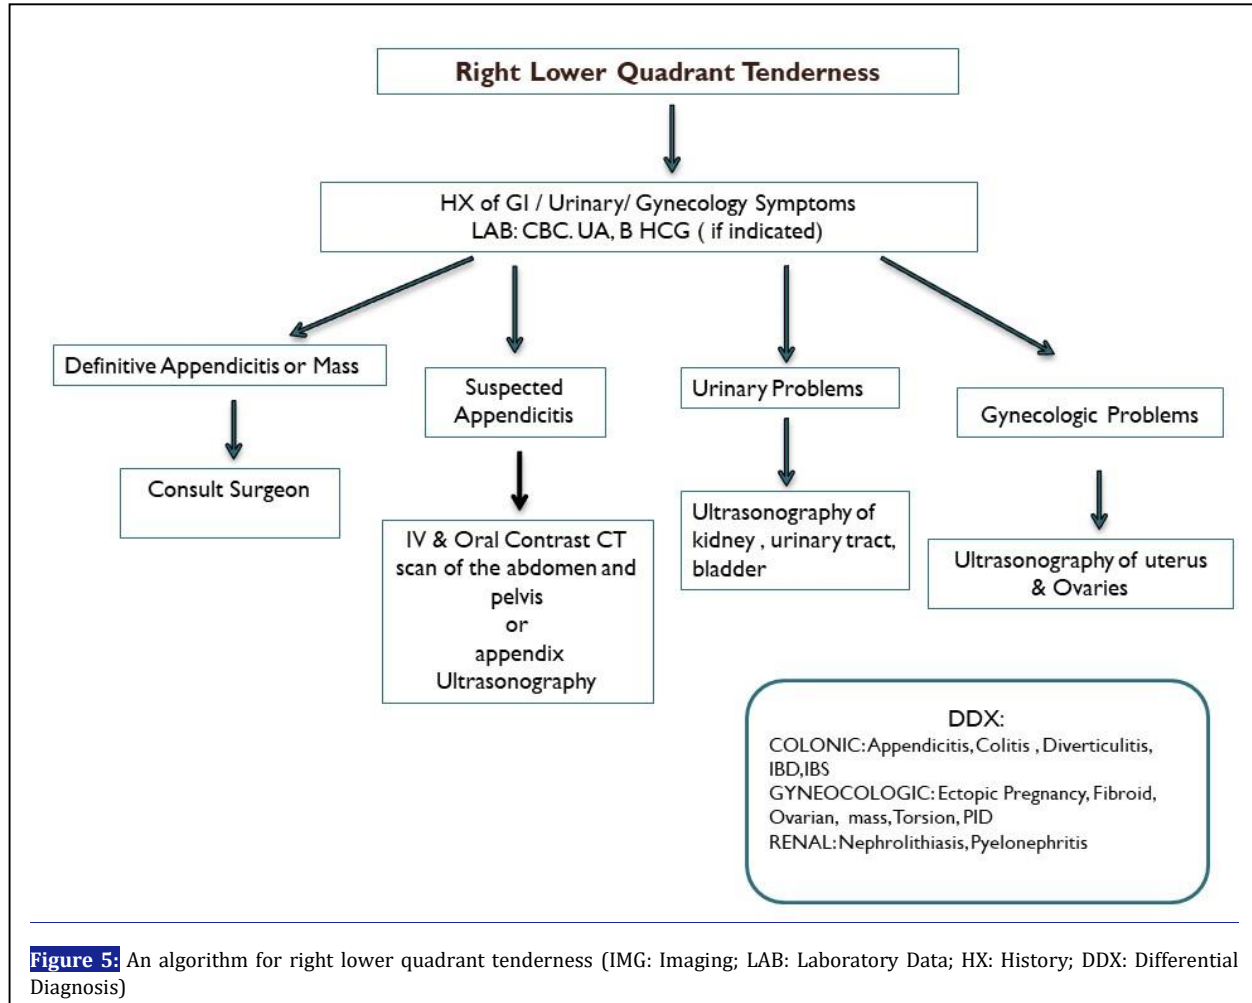 Right Lower Quadrant Tenderness
HX of GI / Urinary/ Gynecology Symptoms
LAB: CBC. UA, B HCG ( if indicated)
Definitive Appendicitis or Mass
Consult Surgeon
Suspected
Appendicitis
IV & Oral Contrast CT
scan of the abdomen and
pelvis
or
appendix
Ultrasonography
Urinary Problems
Ultrasonography of
kidney , urinary tract,
bladder
Gynecologic Problems
Ultrasonography of uterus
& Ovaries
DDX:
COLONIC: Appendicitis, Colitis , Diverticulitis,
IBD, IBS
GYNEOCOLOGIC: Ectopic Pregnancy, Fibroid,
Ovarian, mass, Torsion, PID
RENAL: Nephrolithiasis, Pyelonephritis
Figure 5: An algorithm for right lower quadrant tenderness (IMG: Imaging; LAB: Laboratory Data; HX: History; DDX: Differential
Diagnosis)